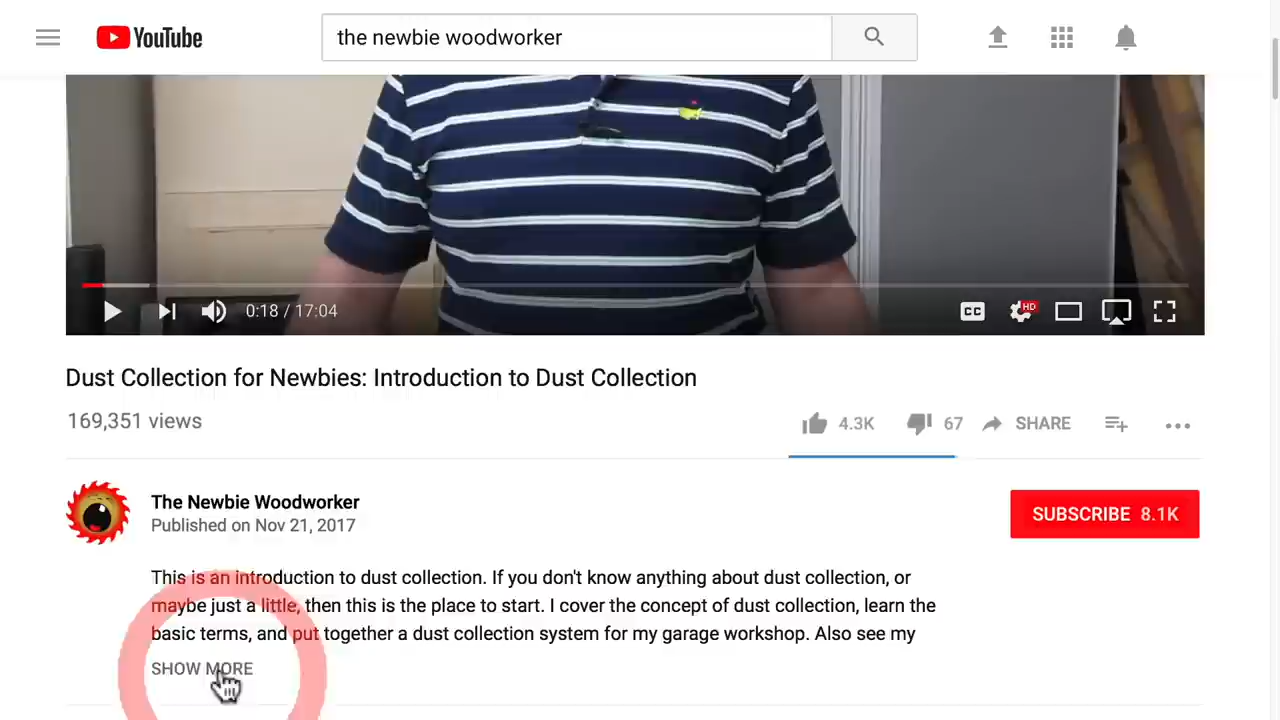 YouTube
the newbie woodworker
0:18 / 17:04
CC
HD
Dust Collection for Newbies: Introduction to Dust Collection
169,351 views
4.3K
67
SHARE
The Newbie Woodworker
Published on Nov 21, 2017
SUBSCRIBE 8.1K
This is an introduction to dust collection. If you don't know anything about dust collection, or
maybe just a little, then this is the place to start. I cover the concept of dust collection, learn the
basic terms, and put together a dust collection system for my garage workshop. Also see my
SHOW MORE